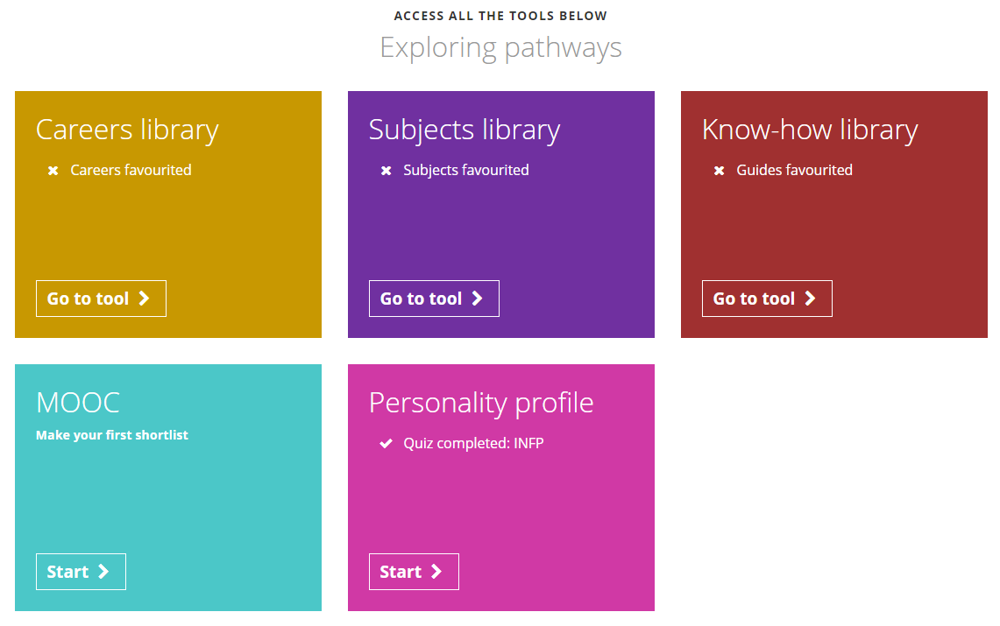 ACCESS ALL THE TOOLS BELOW
Exploring pathways
Careers library
Careers favourited
Go to tool
Subjects library
Subjects favourited
Go to tool
Know-how library
Guides favourited
Go to tool
MOOC
Make your first shortlist
Start
Personality profile
Quiz completed: INFP
Start